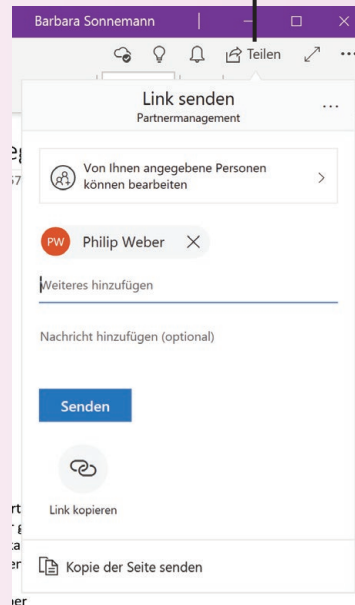 Barbara Sonnemann
Teilen
Link senden
Partnermanagement
Von Ihnen angegebene Personen
können bearbeiten
PW Philip Weber
Weiteres hinzufügen
Nachricht hinzufügen (optional)
Senden
Link kopieren
Kopie der Seite senden